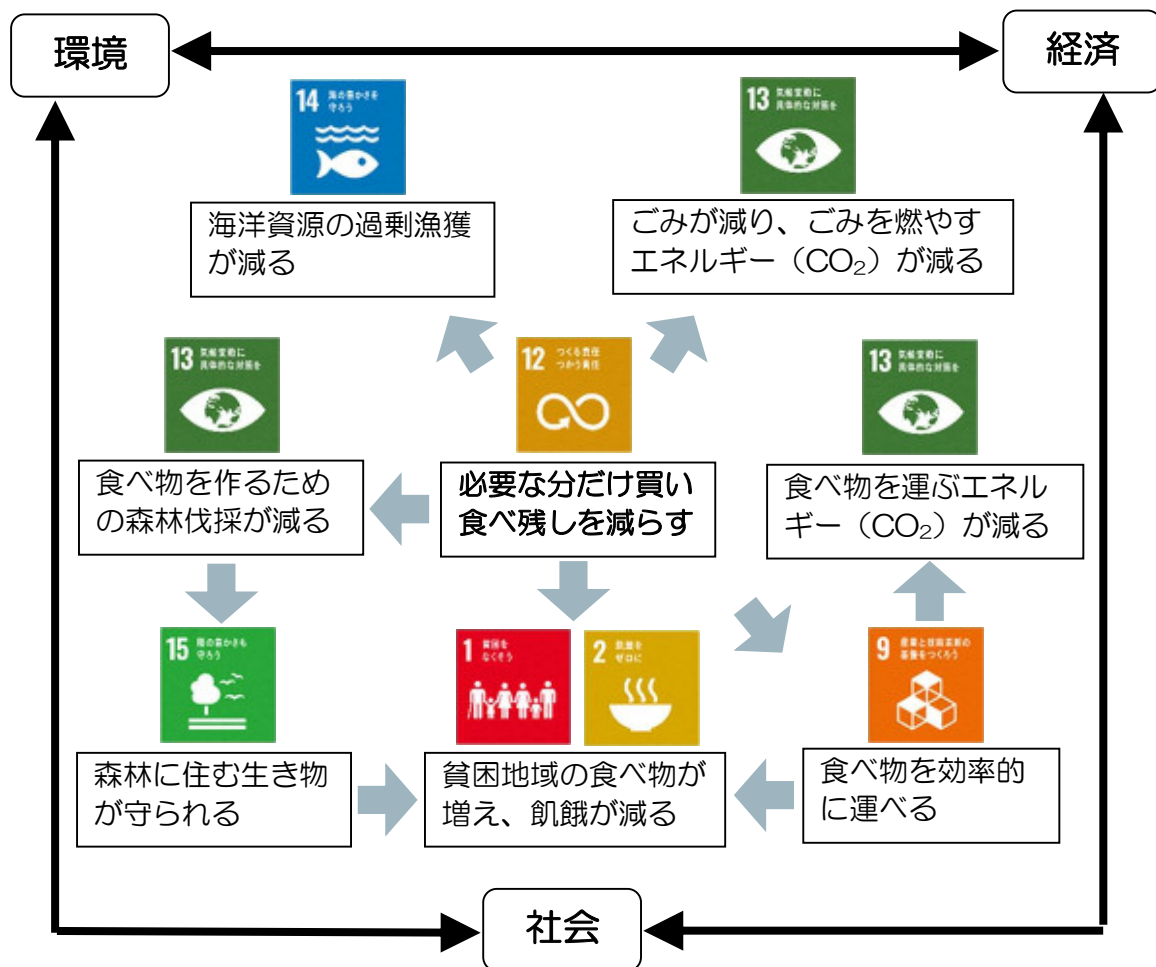 環境
経済
14 海の豊かさを
守ろう
13 気候変動に
具体的な対策を
海洋資源の過剰漁獲
が減る
ごみが減り、ごみを燃やす
エネルギー（CO₂）が減る
13 気候変動に
具体的な対策を
12 つくる責任
つかう責任
13 気候変動に
具体的な対策を
食べ物を作るため
の森林伐採が減る
必要な分だけ買い
食べ残しを減らす
食べ物を運ぶエネル
ギー（CO₂）が減る
15 陸の豊かさも
守ろう
1 貧困を
なくそう
2 飢餓を
ゼロに
9 産業と技術革新の
基盤をつくろう
森林に住む生き物
が守られる
貧困地域の食べ物が
増え、飢餓が減る
食べ物を効率的
に運べる
社会